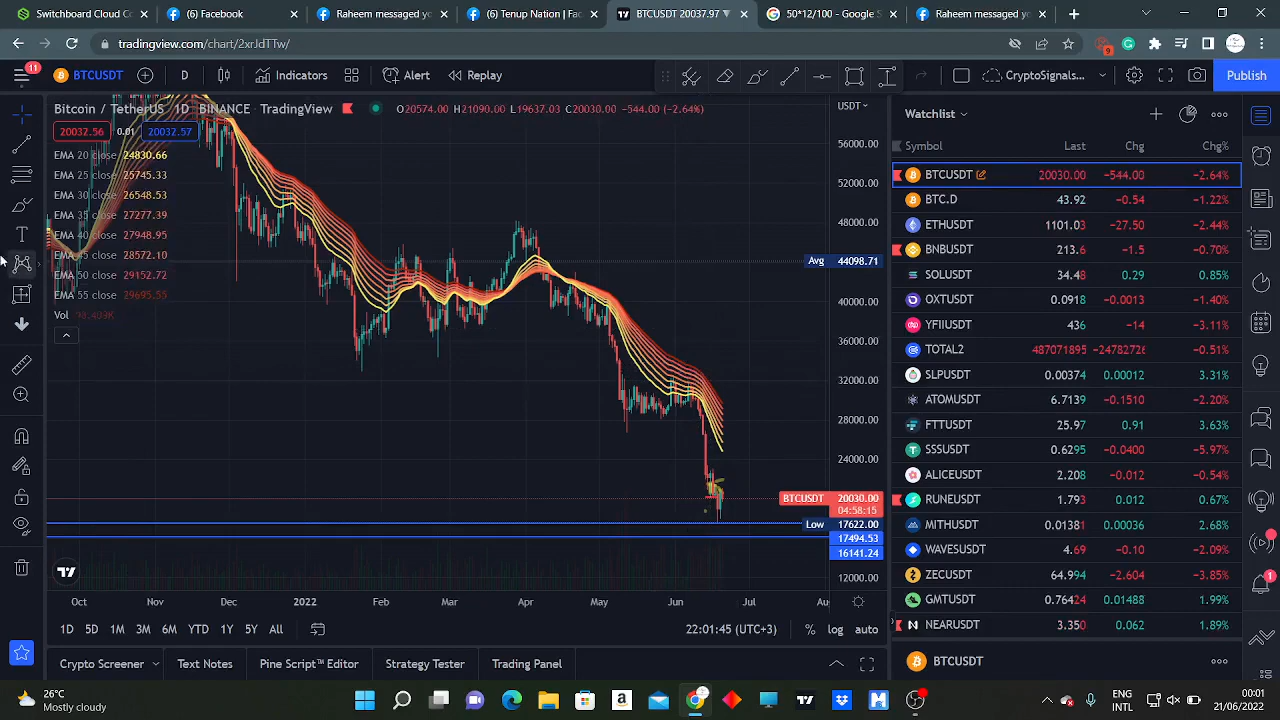 Switchboard Cloud Co
(6) Facebook
Raheem messaged yo
(6) Tenup Nation | Fac
BTCUSDT 20037.97
50*12/100 - Google S
Raheem messaged yo
tradingview.com/chart/2xrJdTTw/
9
11
BTCUSDT
D
Indicators
Alert
Replay
CryptoSignals...
Publish
Bitcoin / TetherUS 1D BINANCE TradingView
O20574.00 H21090.00 L19637.03 C20030.00 -544.00 (-2.64%)
USDT
20032.56 0.01 20032.57
EMA 20 close 24830.66
EMA 25 close 25745.33
EMA 30 close 26548.53
EMA 35 close 27277.39
EMA 40 close 27948.95
EMA 45 close 28572.10
EMA 50 close 29152.72
EMA 55 close 29695.55
Vol 98.493K
56000.00
52000.00
48000.00
Avg 44098.71
40000.00
36000.00
32000.00
28000.00
24000.00
BTCUSDT 20030.00
04:58:15
Low 17622.00
17494.53
16141.24
12000.00
Oct Nov Dec 2022 Feb Mar Apr May Jun Jul Au
1D 5D 1M 3M 6M YTD 1Y 5Y All
22:01:45 (UTC+3) % log auto
Crypto Screener Text Notes Pine Script™ Editor Strategy Tester Trading Panel
Watchlist
Symbol Last Chg Chg%
BTCUSDT 20030.00 -544.00 -2.64%
BTC.D 43.92 -0.54 -1.22%
ETHUSDT 1101.03 -27.50 -2.44%
BNBUSDT 213.6 -1.5 -0.70%
SOLUSDT 34.48 0.29 0.85%
OXTUSDT 0.0918 -0.0013 -1.40%
YFIIUSDT 436 -14 -3.11%
TOTAL2 487071895 -2478272 -0.51%
SLPUSDT 0.00374 0.00012 3.31%
ATOMUSDT 6.7139 -0.1510 -2.20%
FTTUSDT 25.97 0.91 3.63%
SSSUSDT 0.6295 -0.0400 -5.97%
ALICEUSDT 2.208 -0.012 -0.54%
RUNEUSDT 1.793 0.012 0.67%
MITHUSDT 0.01381 0.00036 2.68%
WAVESUSDT 4.69 -0.10 -2.09%
ZECUSDT 64.994 -2.604 -3.85%
GMTUSDT 0.76424 0.01488 1.99%
NEARUSDT 3.350 0.062 1.89%
BTCUSDT
1
26°C
Mostly cloudy
ENG
INTL
00:01
21/06/2022